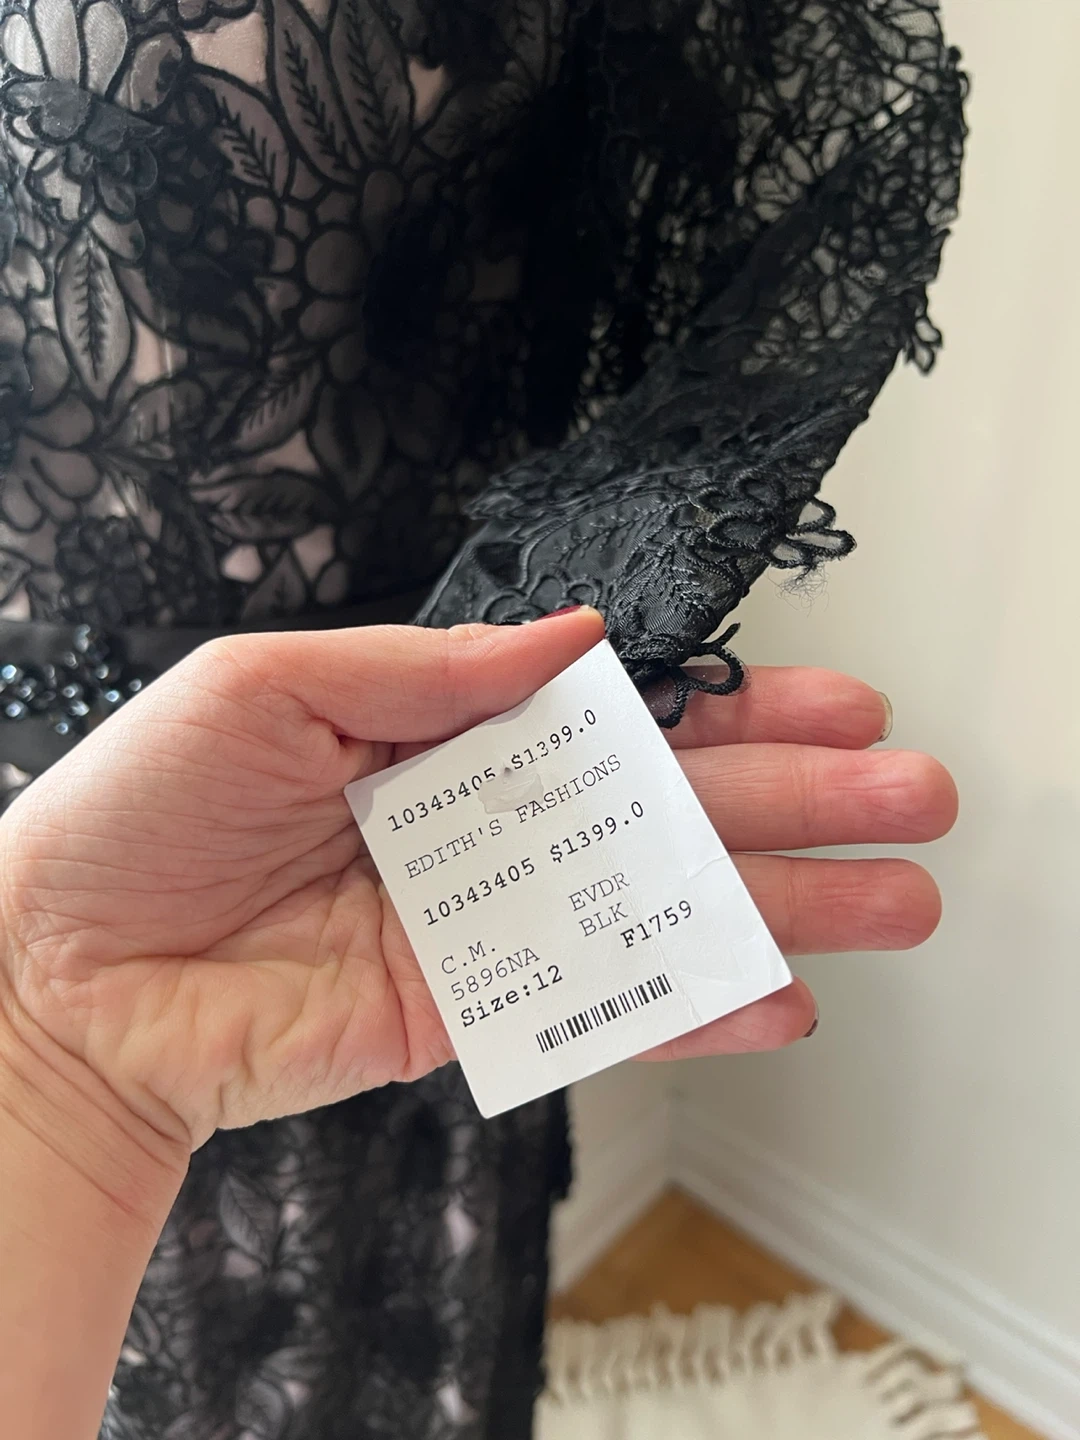 10343405 $1399.0
EDITH'S FASHIONS
10343405 $1399.0
C.M. EVDR
5896NA BLK
Size:12 F1759